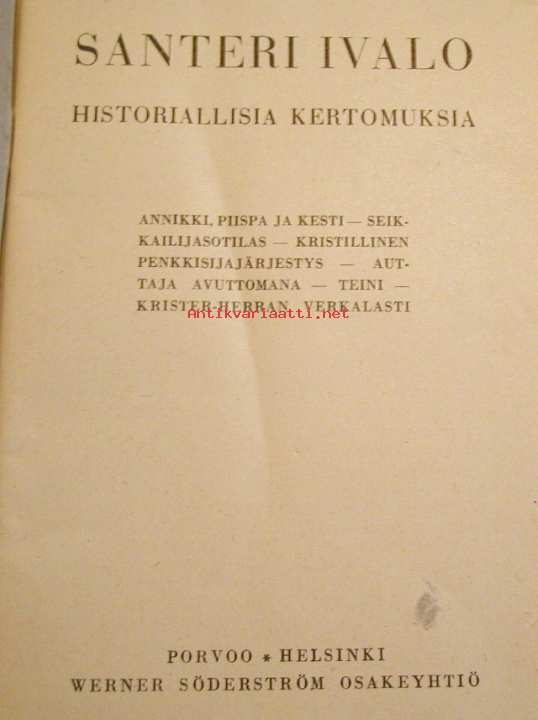 SANTERI IVALO
HISTORIALLISIA KERTOMUKSIA
ANNIKKI, PIISPA JA KESTI — SEIK-
KAILIJASOTILAS — KRISTILLINEN
PENKKISIJAJÄRJESTYS — AUT-
TAJA AVUTTOMANA — TEINI —
KRISTER-HERRAN VERKALASTI
Antikvariaatti.net
PORVOO * HELSINKI
WERNER SÖDERSTRÖM OSAKEYHTIÖ